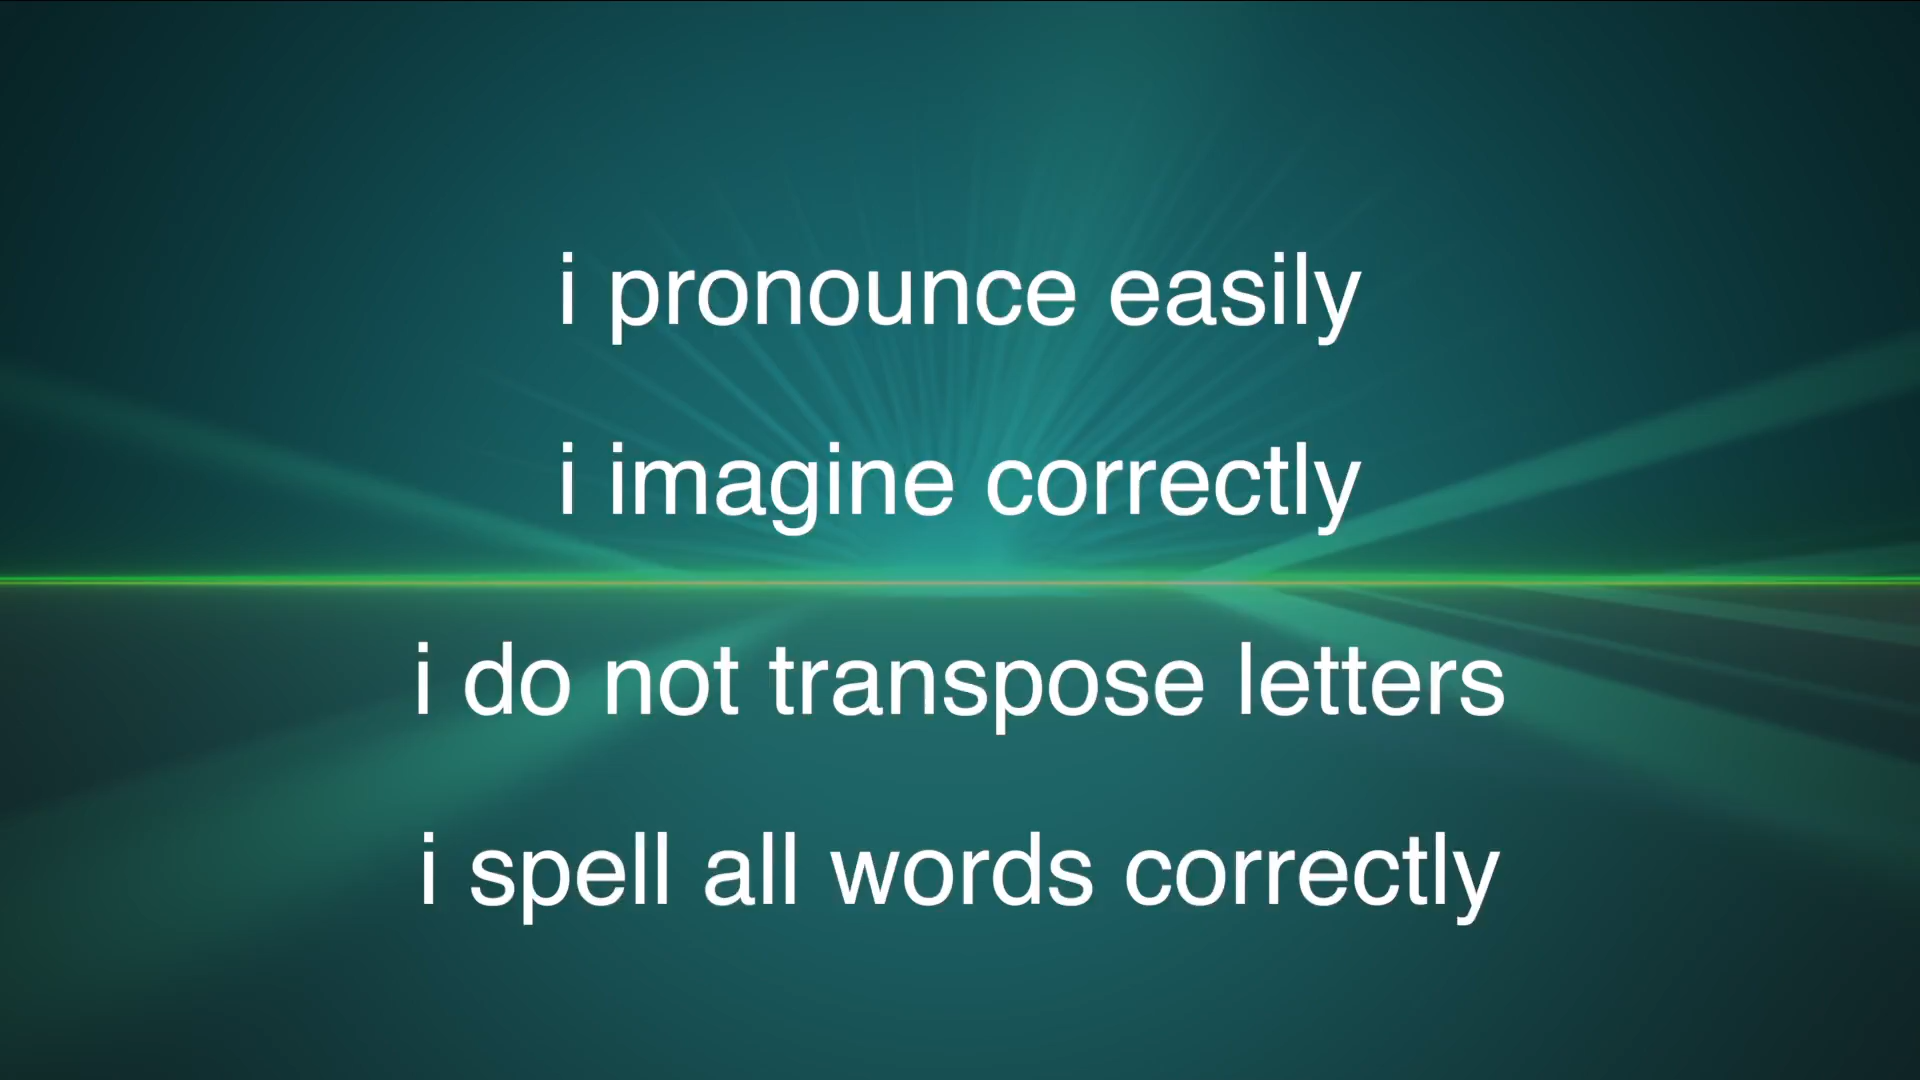 i pronounce easily
i imagine correctly
i do not transpose letters
i spell all words correctly